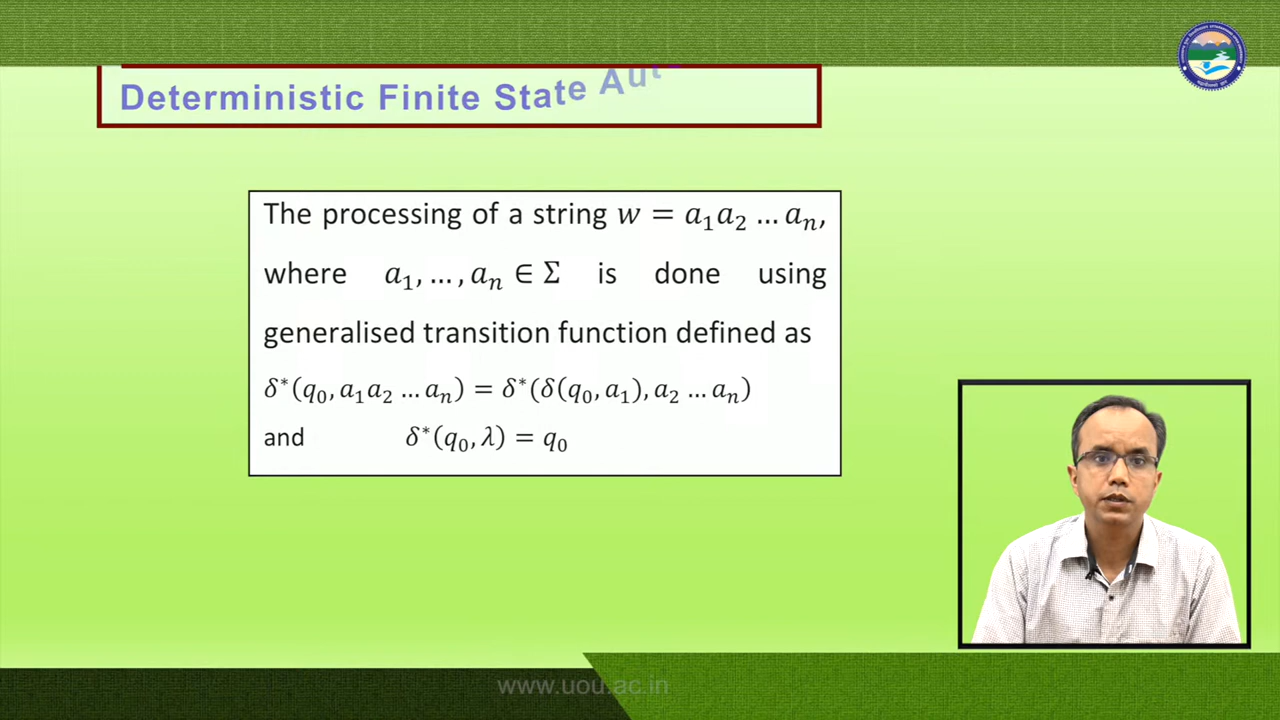 Deterministic Finite State Aut
The processing of a string w = a₁a₂ … aₙ,
where a₁, … , aₙ ∈ Σ is done using
generalised transition function defined as
δ*(q₀, a₁a₂ … aₙ) = δ*(δ(q₀, a₁), a₂ … aₙ)
and δ*(q₀, λ) = q₀
www.uou.ac.in